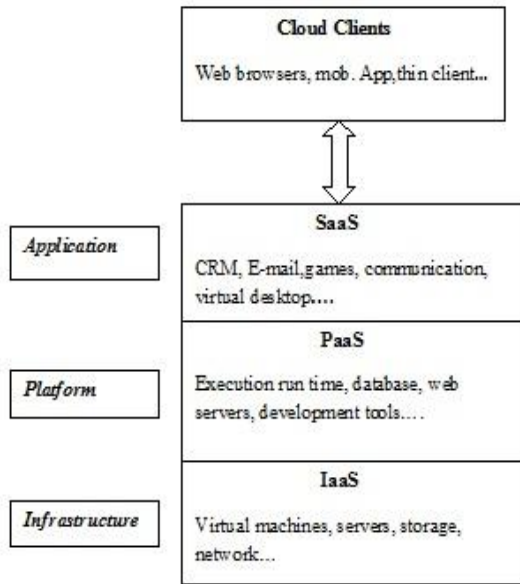 Cloud Clients
Web browsers, mob. App,thin client...
Application
SaaS
CRM, E-mail,games, communication,
virtual desktop....
Platform
PaaS
Execution run time, database, web
servers, development tools....
Infrastructure
IaaS
Virtual machines, servers, storage,
network...